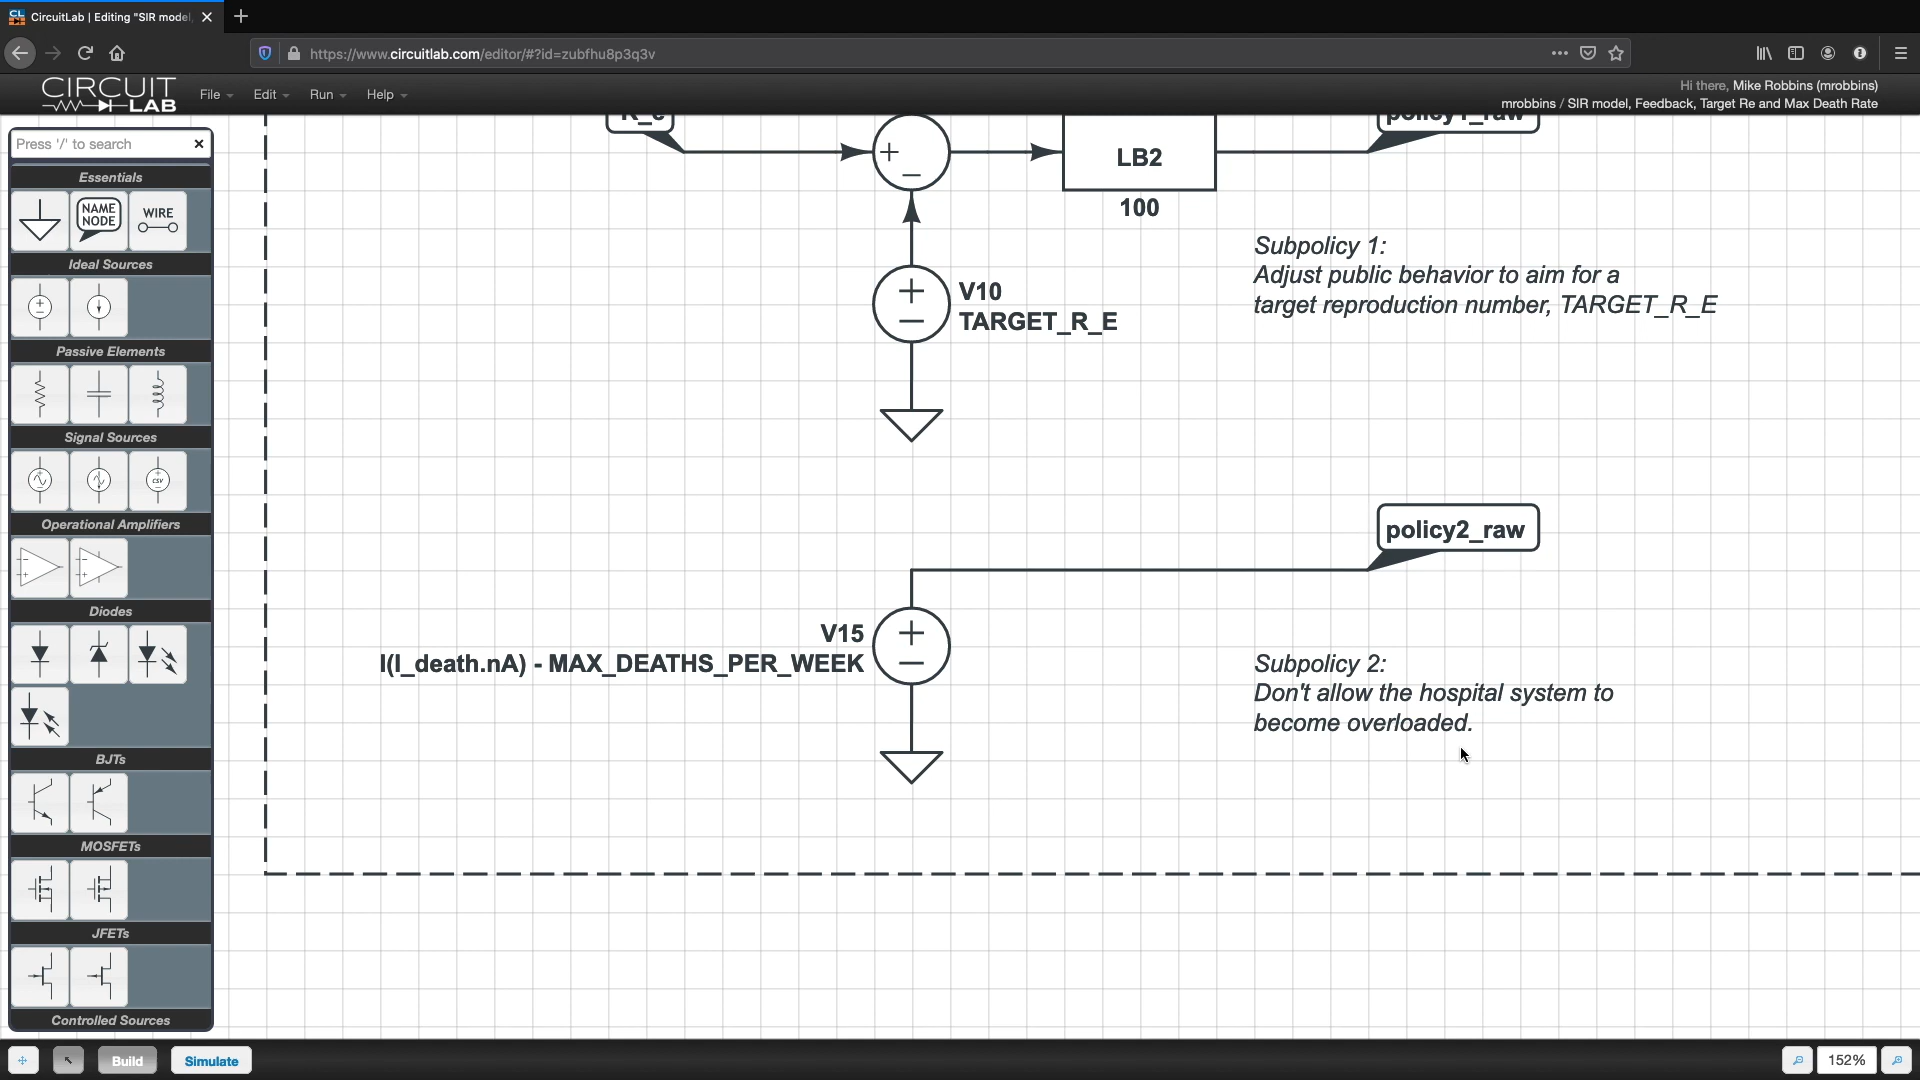 CircuitLab | Editing "SIR model,
https://www.circuitlab.com/editor/#?id=zubfhu8p3q3v
CIRCUIT
LAB
File
Edit
Run
Help
Hi there, Mike Robbins (mrobbins)
mrobbins / SIR model, Feedback, Target Re and Max Death Rate
Press '/' to search
Essentials
NAME
NODE
WIRE
Ideal Sources
Passive Elements
Signal Sources
csv
Operational Amplifiers
Diodes
BJTs
MOSFETs
JFETs
Controlled Sources
R_e
policy1_raw
LB2
100
V10
TARGET_R_E
Subpolicy 1:
Adjust public behavior to aim for a
target reproduction number, TARGET_R_E
policy2_raw
V15
I(I_death.nA) - MAX_DEATHS_PER_WEEK
Subpolicy 2:
Don't allow the hospital system to
become overloaded.
Build
Simulate
152%